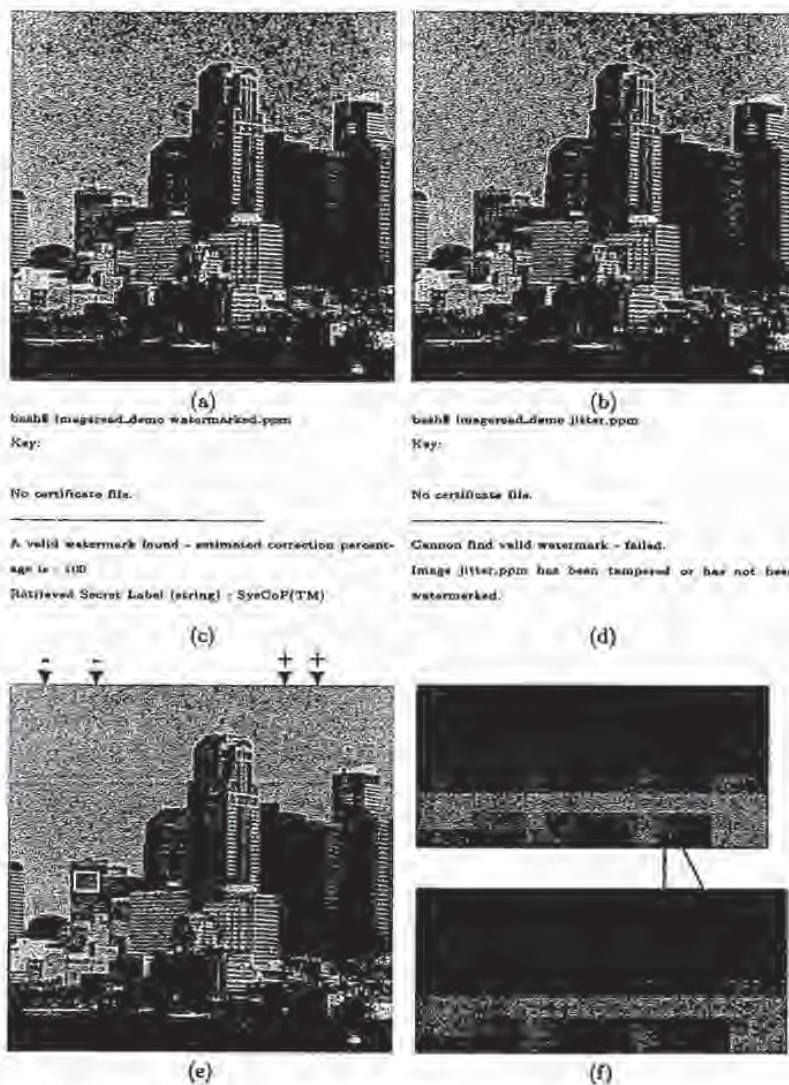 (a)
(b)
bash# imageread_demo watermarked.ppm
Key:
No certificate file.
A valid watermark found - estimated correction percent-
age is : 100
Retrieved Secret Label (string) : SysCoP(TM)
(c)
bash# imageread_demo jitter.ppm
Key:
No certificate file.
Cannon find valid watermark - failed.
Image jitter.ppm has been tampered or has not been
watermarked.
(d)
- - + +
(e)
(f)